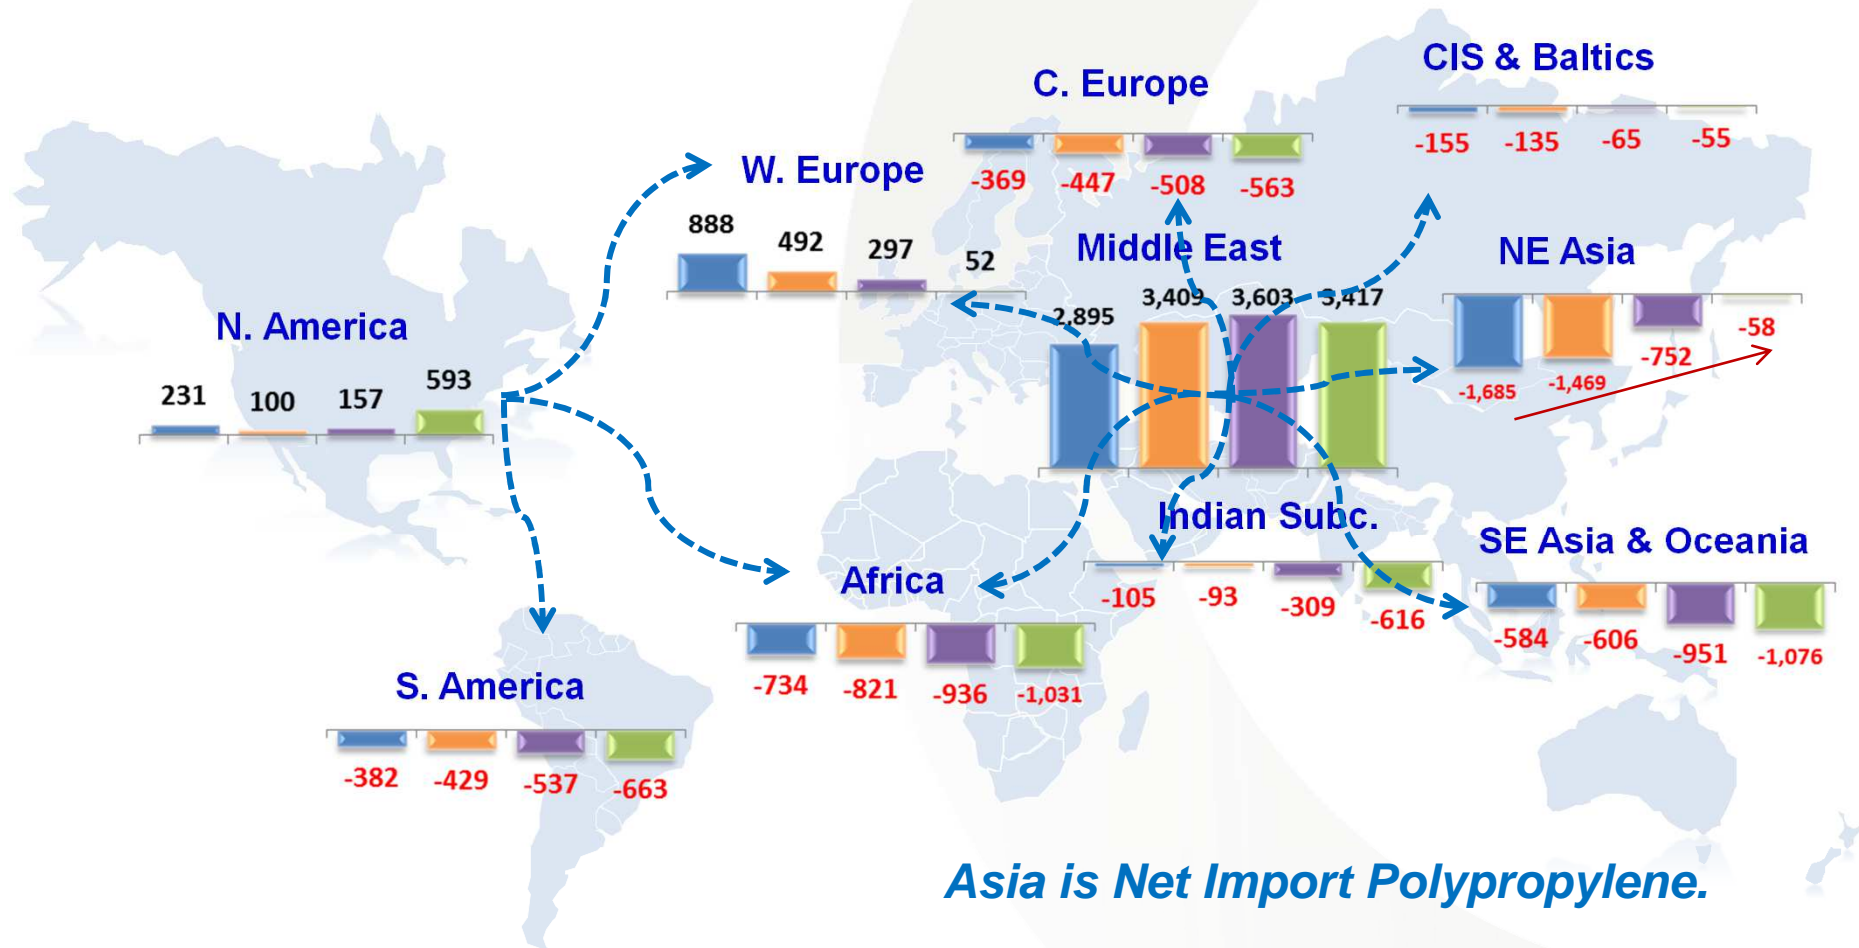 CIS & Baltics
-155 -135 -65 -55
C. Europe
-369 -447 -508 -563
W. Europe
888 492 297 52
Middle East
2,895 3,409 3,603 3,417
NE Asia
-1,685 -1,469 -752 -58
N. America
231 100 157 593
Indian Subc.
-105 -93 -309 -616
SE Asia & Oceania
-584 -606 -951 -1,076
Africa
-734 -821 -936 -1,031
S. America
-382 -429 -537 -663
Asia is Net Import Polypropylene.